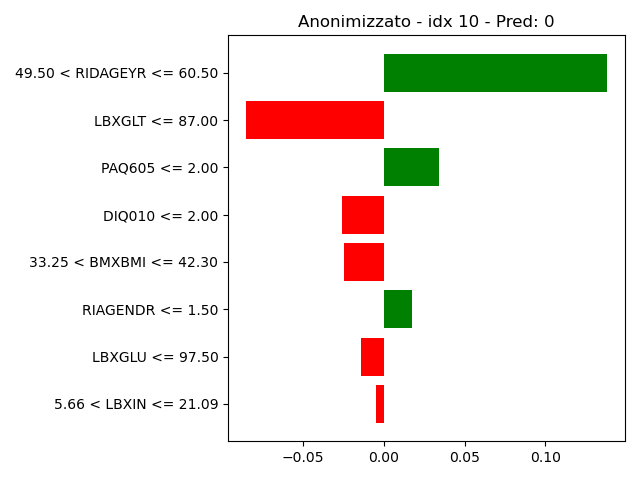 Anonimizzato - idx 10 - Pred: 0
49.50 < RIDAGEYR <= 60.50
LBXGLT <= 87.00
PAQ605 <= 2.00
DIQ010 <= 2.00
33.25 < BMXBMI <= 42.30
RIAGENDR <= 1.50
LBXGLU <= 97.50
5.66 < LBXIN <= 21.09
−0.05 0.00 0.05 0.10